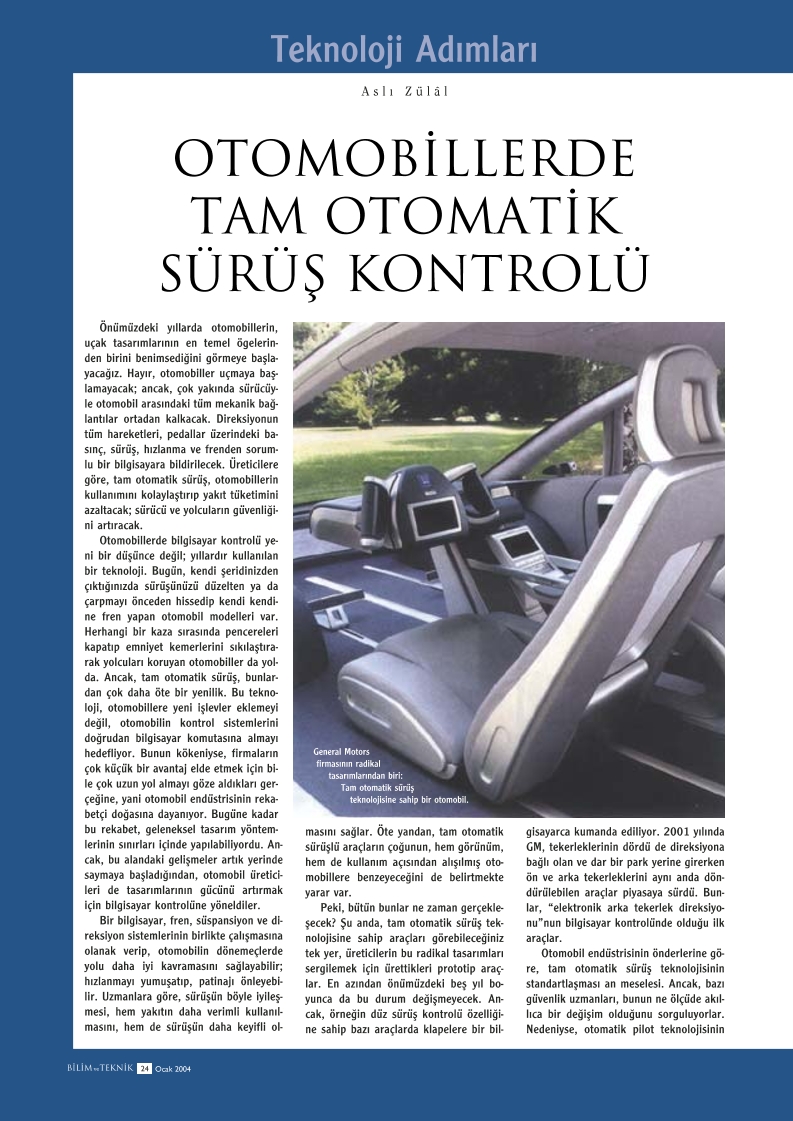 Teknoloji Adımları
Aslı Zülâl
OTOMOBİLLERDE
TAM OTOMATİK
SÜRÜŞ KONTROLÜ
Önümüzdeki yıllarda otomobillerin,
uçak tasarımlarının en temel ögelerin-
den birini benimsediğini görmeye başla-
yacağız. Hayır, otomobiller uçmaya baş-
lamayacak; ancak, çok yakında sürücüy-
le otomobil arasındaki tüm mekanik bağ-
lantılar ortadan kalkacak. Direksiyonun
tüm hareketleri, pedallar üzerindeki ba-
sınç, sürüş, hızlanma ve frenden sorum-
lu bir bilgisayara bildirilecek. Üreticilere
göre, tam otomatik sürüş, otomobillerin
kullanımını kolaylaştırıp yakıt tüketimini
azaltacak; sürücü ve yolcuların güvenliği-
ni artıracak.
Otomobillerde bilgisayar kontrolü ye-
ni bir düşünce değil; yıllardır kullanılan
bir teknoloji. Bugün, kendi şeridinizden
çıktığınızda sürüşünüzü düzelten ya da
çarpmayı önceden hissedip kendi kendi-
ne fren yapan otomobil modelleri var.
Herhangi bir kaza sırasında pencereleri
kapatıp emniyet kemerlerini sıkılaştıra-
rak yolcuları koruyan otomobiller da yol-
da. Ancak, tam otomatik sürüş, bunlar-
dan çok daha öte bir yenilik. Bu tekno-
loji, otomobillere yeni işlevler eklemeyi
değil, otomobilin kontrol sistemlerini
doğrudan bilgisayar komutasına almayı
hedefliyor. Bunun kökeniyse, firmaların
çok küçük bir avantaj elde etmek için bi-
le çok uzun yol almayı göze aldıkları ger-
çeğine, yani otomobil endüstrisinin reka-
betçi doğasına dayanıyor. Bugüne kadar
bu rekabet, geleneksel tasarım yöntem-
lerinin sınırları içinde yapılabiliyordu. An-
cak, bu alandaki gelişmeler artık yerinde
saymaya başladığından, otomobil üretici-
leri de tasarımlarının gücünü artırmak
için bilgisayar kontrolüne yöneldiler.
Bir bilgisayar, fren, süspansiyon ve di-
reksiyon sistemlerinin birlikte çalışmasına
olanak verip, otomobilin dönemeçlerde
yolu daha iyi kavramasını sağlayabilir;
hızlanmayı yumuşatıp, patinajı önleyebi-
lir. Uzmanlara göre, sürüşün böyle iyileş-
mesi, hem yakıtın daha verimli kullanıl-
masını, hem de sürüşün daha keyifli ol-
General Motors
firmasının radikal
tasarımlarından biri:
Tam otomatik sürüş
teknolojisine sahip bir otomobil.
masını sağlar. Öte yandan, tam otomatik
sürüşlü araçların çoğunun, hem görünüm,
hem de kullanım açısından alışılmış oto-
mobillere benzeyeceğini de belirtmekte
yarar var.
Peki, bütün bunlar ne zaman gerçekle-
şecek? Şu anda, tam otomatik sürüş tek-
nolojisine sahip araçları görebileceğiniz
tek yer, üreticilerin bu radikal tasarımları
sergilemek için ürettikleri prototip araç-
lar. En azından önümüzdeki beş yıl bo-
yunca da bu durum değişmeyecek. An-
cak, örneğin düz sürüş kontrolü özelliği-
ne sahip bazı araçlarda klapelere bir bil-
gisayarca kumanda ediliyor. 2001 yılında
GM, tekerleklerinin dördü de direksiyona
bağlı olan ve dar bir park yerine girerken
ön ve arka tekerleklerini aynı anda dön-
dürülebilen araçlar piyasaya sürdü. Bun-
lar, “elektronik arka tekerlek direksiyo-
nu”nun bilgisayar kontrolünde olduğu ilk
araçlar.
Otomobil endüstrisinin önderlerine gö-
re, tam otomatik sürüş teknolojisinin
standartlaşması an meselesi. Ancak, bazı
güvenlik uzmanları, bunun ne ölçüde akıl-
lıca bir değişim olduğunu sorguluyorlar.
Nedeniyse, otomatik pilot teknolojisinin
BİLİM ve TEKNİK 24 Ocak 2004